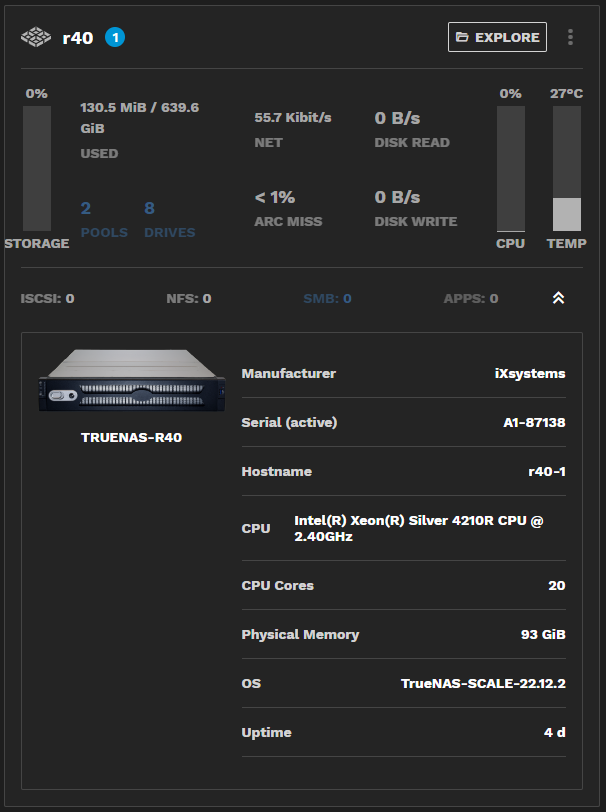 r40 1 EXPLORE
0%
130.5 MiB / 639.6
GiB
USED
55.7 Kibit/s
NET
0 B/s
DISK READ
0% 27°C
2 8
POOLS DRIVES
< 1%
ARC MISS
0 B/s
DISK WRITE
STORAGE
CPU TEMP
ISCSI: 0 NFS: 0 SMB: 0 APPS: 0
TRUENAS-R40
Manufacturer iXsystems
Serial (active) A1-87138
Hostname r40-1
CPU Intel(R) Xeon(R) Silver 4210R CPU @
2.40GHz
CPU Cores 20
Physical Memory 93 GiB
OS TrueNAS-SCALE-22.12.2
Uptime 4 d